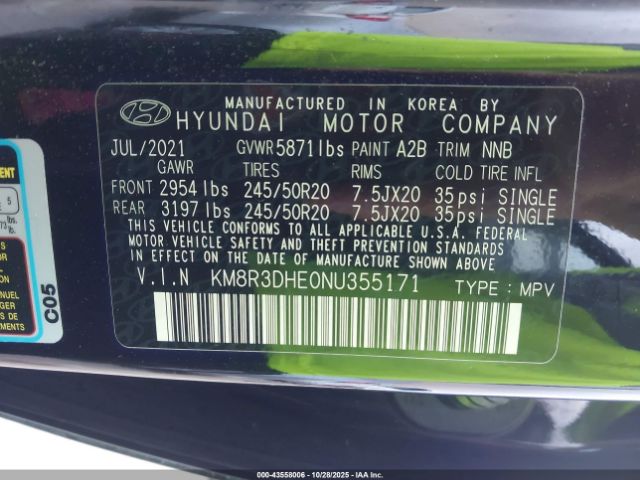 MANUFACTURED IN KOREA BY
HYUNDAI MOTOR COMPANY
JUL/2021 GVWR 5871lbs PAINT A2B TRIM NNB
GAWR TIRES RIMS COLD TIRE INFL
FRONT 2954 lbs 245/50R20 7.5JX20 35psi SINGLE
REAR 3197 lbs 245/50R20 7.5JX20 35psi SINGLE
THIS VEHICLE CONFORMS TO ALL APPLICABLE U.S.A. FEDERAL
MOTOR VEHICLE SAFETY AND THEFT PREVENTION STANDARDS
IN EFFECT ON THE DATE OF MANUFACTURE SHOWN ABOVE.
V.I.N KM8R3DHE0NU355171 TYPE : MPV
5
lbs.
lb.
C05
000-43558006 | 10/28/2025 - IAA Inc.